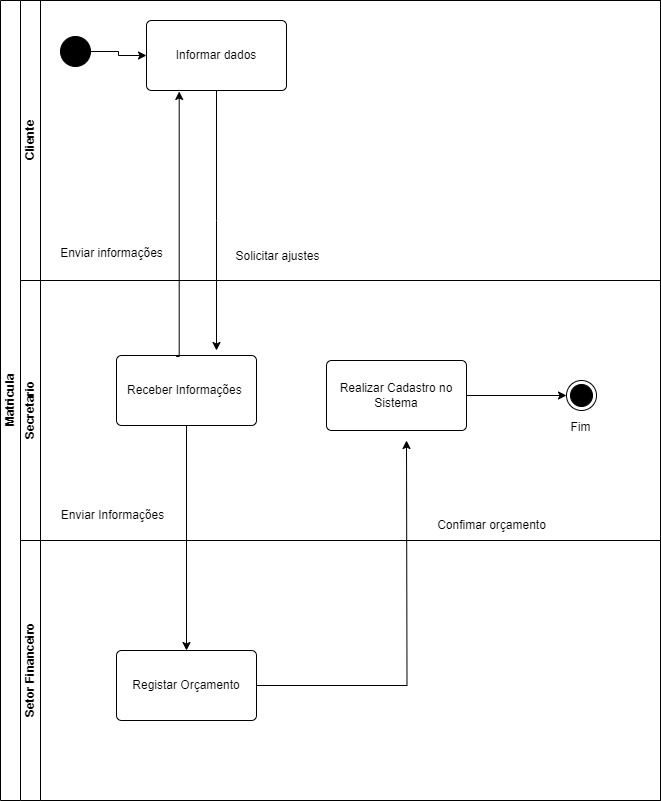 Matricula
Cliente
Informar dados
Enviar informações
Solicitar ajustes
Secretario
Receber Informações
Realizar Cadastro no
Sistema
Fim
Enviar Informações
Confimar orçamento
Setor Financeiro
Registar Orçamento